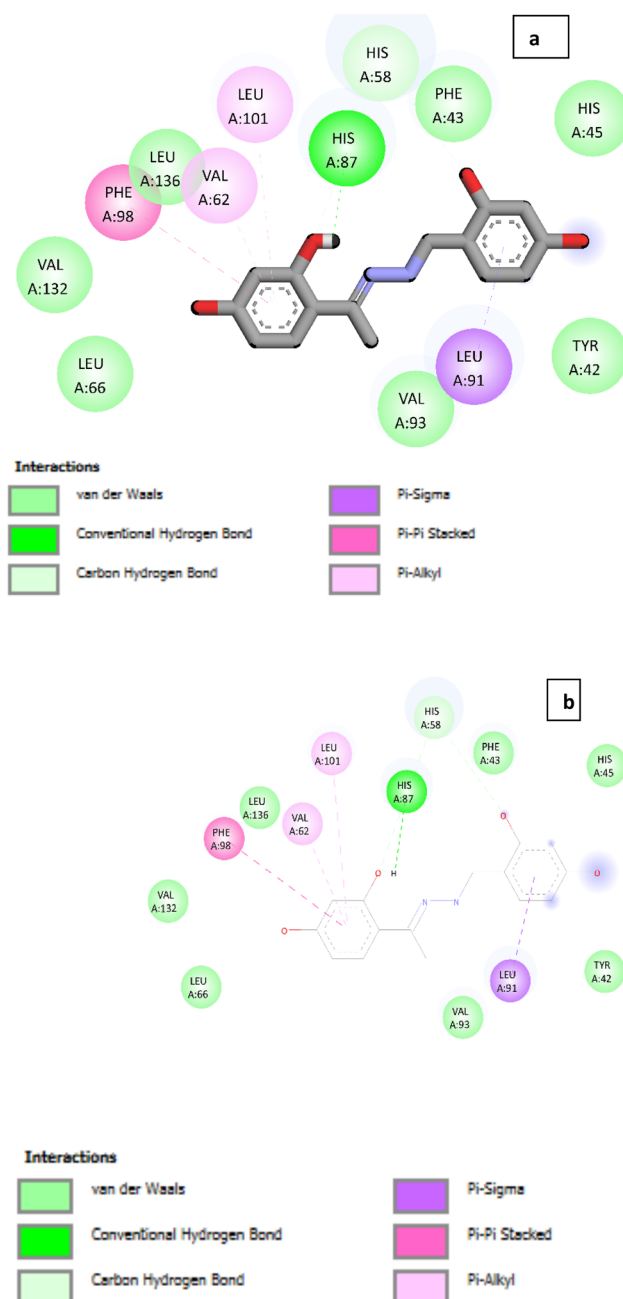 a
HIS
A:58
PHE
A:43
HIS
A:45
LEU
A:101
HIS
A:87
LEU
A:136
VAL
A:62
PHE
A:98
VAL
A:132
LEU
A:66
LEU
A:91
TYR
A:42
VAL
A:93
Interactions
van der Waals
Conventional Hydrogen Bond
Carbon Hydrogen Bond
Pi-Sigma
Pi-Pi Stacked
Pi-Alkyl
b
HIS
A:58
PHE
A:43
HIS
A:45
LEU
A:101
HIS
A:87
LEU
A:136
VAL
A:62
PHE
A:98
O
O
O
H
N
N
O
VAL
A:132
LEU
A:66
LEU
A:91
TYR
A:42
VAL
A:93
Interactions
van der Waals
Conventional Hydrogen Bond
Carbon Hydrogen Bond
Pi-Sigma
Pi-Pi Stacked
Pi-Alkyl